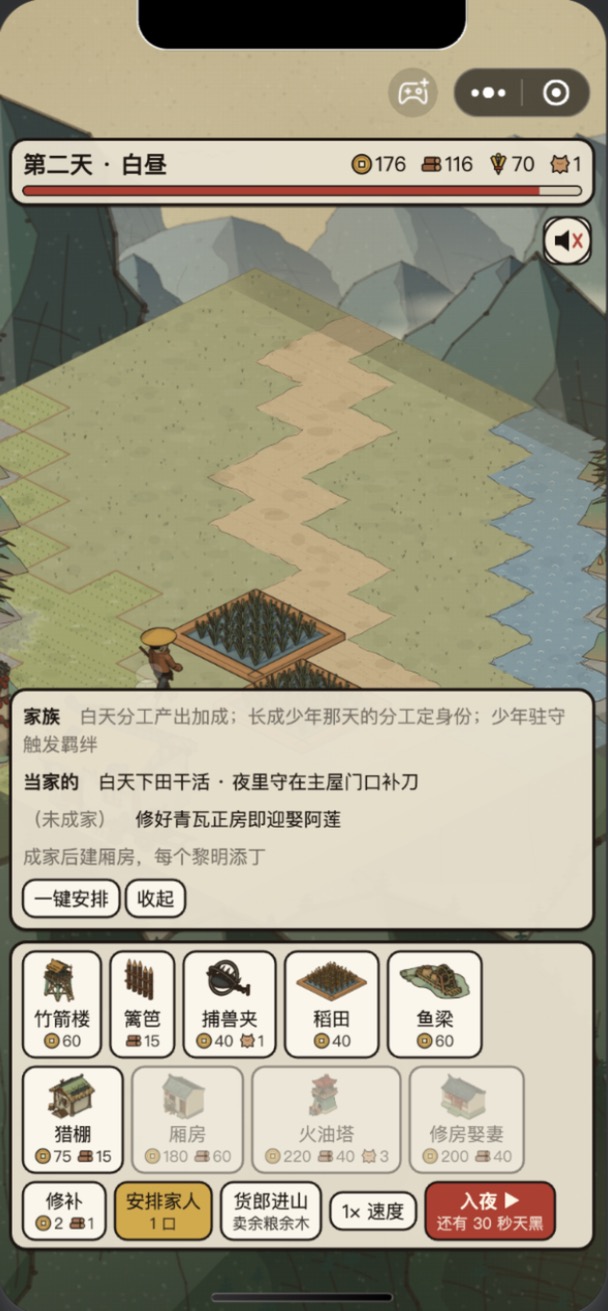 第二天 · 白昼 176 116 70 1
家族 白天分工产出加成；长成少年那天的分工定身份；少年驻守
触发羁绊
当家的 白天下田干活 · 夜里守在主屋门口补刀
（未成家） 修好青瓦正房即迎娶阿莲
成家后建厢房，每个黎明添丁
一键安排 收起
竹箭楼 篱笆 捕兽夹 稻田 鱼梁
60 15 40 1 40 60
猎棚 厢房 火油塔 修房娶妻
75 15 180 60 220 40 3 200 40
修补 安排家人 货郎进山 1× 速度 入夜 ▶
2 1 1 口 卖余粮余木 还有 30 秒天黑